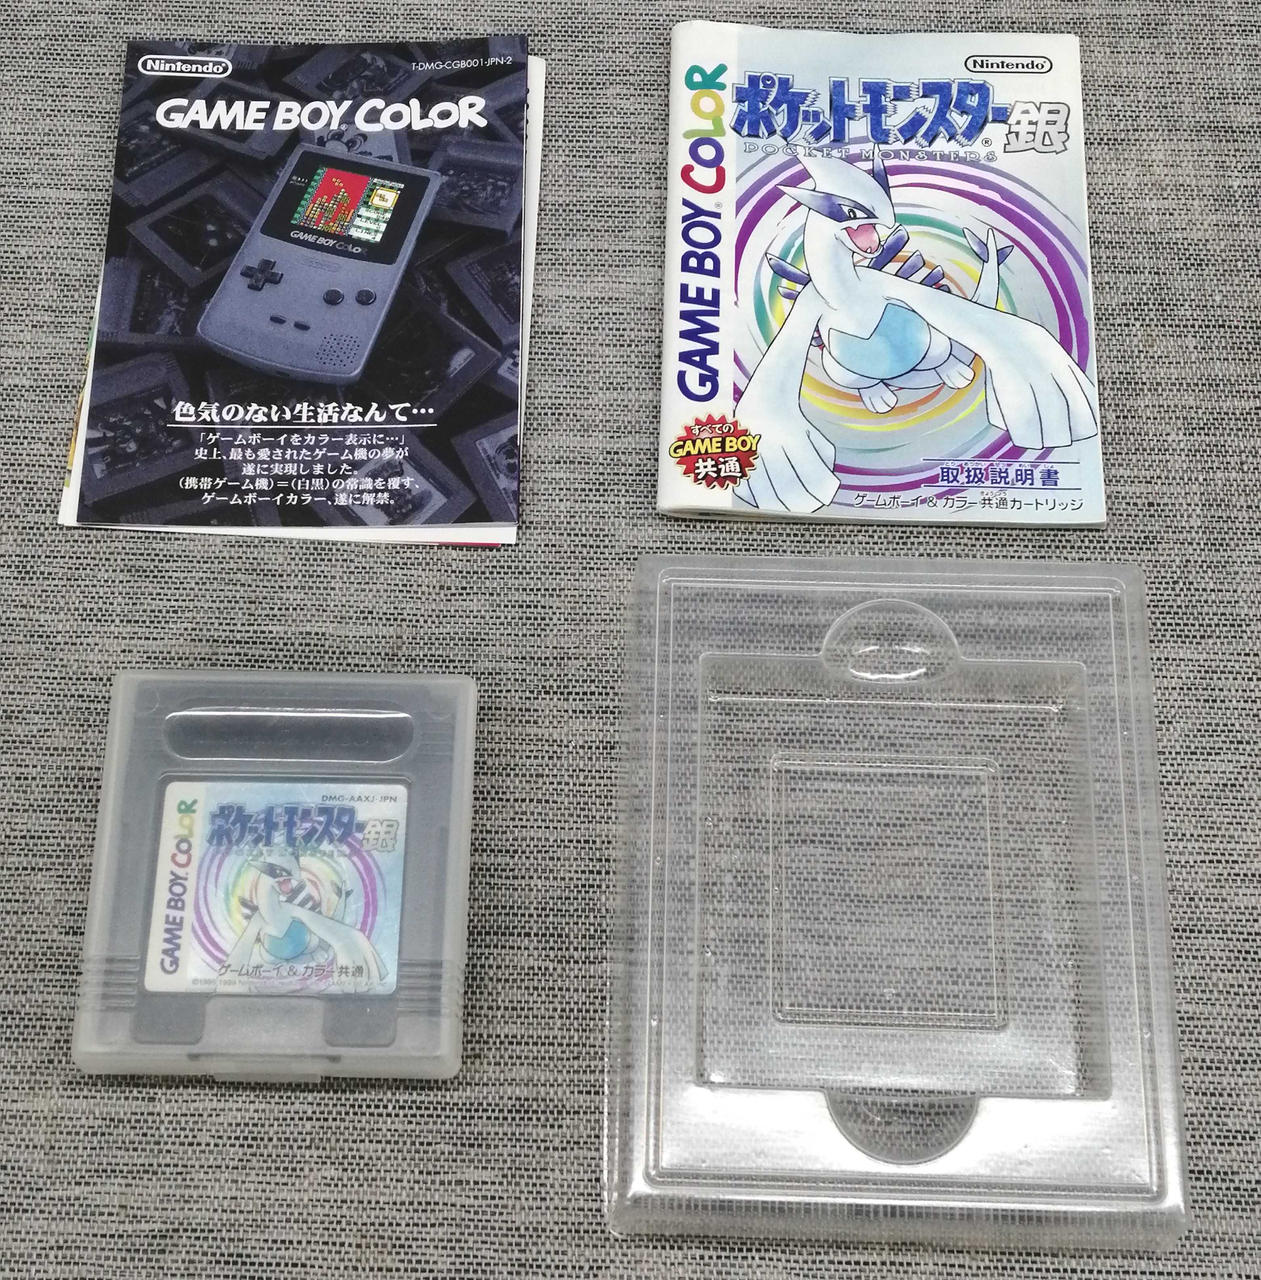 Nintendo®
T-DMG-CGB001-JPN-2
GAME BOY COLOR
GAME BOY COLOR
色気のない生活なんて…
「ゲームボーイをカラー表示に…」
史上、最も愛されたゲーム機の夢が
遂に実現しました。
(携帯ゲーム機)=(白黒)の常識を覆す、
ゲームボーイカラー、遂に解禁。
Nintendo®
ポケットモンスター®銀
POCKET MONSTERS
GAME BOY® COLOR
すべての
GAME BOY
共通
取扱説明書
ゲームボーイ & カラー共通カートリッジ
DMG-AAXJ-JPN
ポケットモンスター銀
GAME BOY COLOR
ゲームボーイ & カラー共通